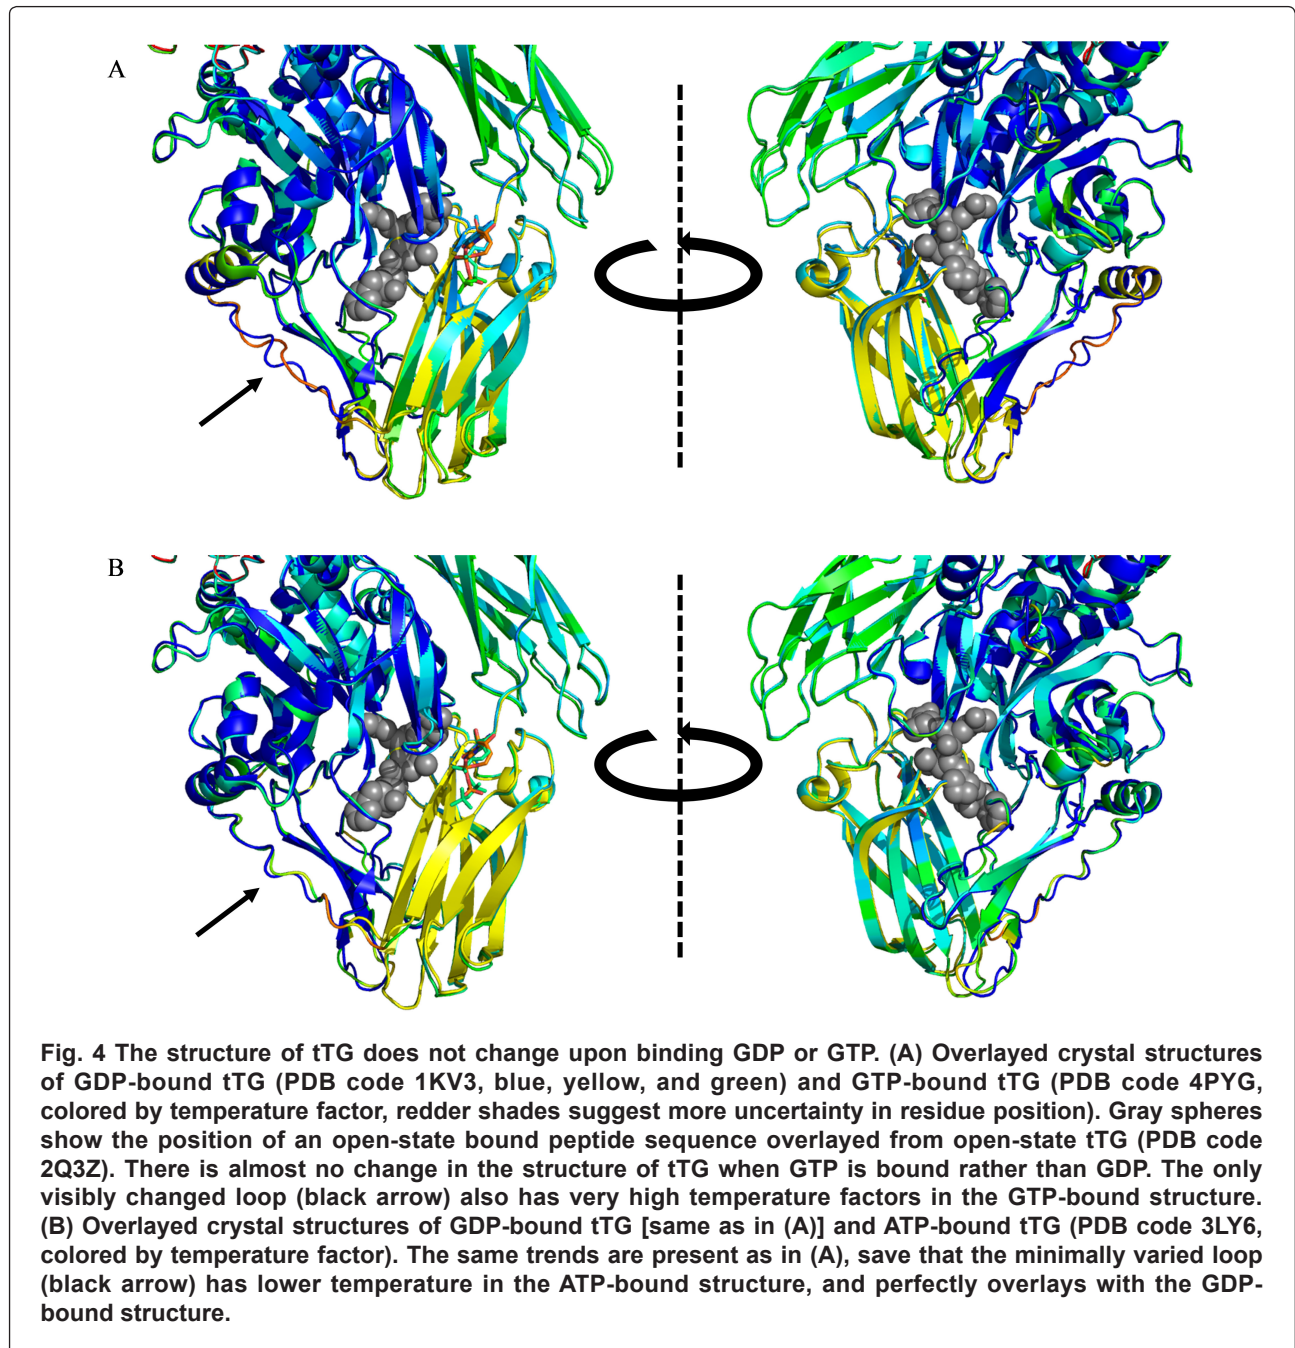 A
B
Fig. 4 The structure of tTG does not change upon binding GDP or GTP. (A) Overlayed crystal structures
of GDP-bound tTG (PDB code 1KV3, blue, yellow, and green) and GTP-bound tTG (PDB code 4PYG,
colored by temperature factor, redder shades suggest more uncertainty in residue position). Gray spheres
show the position of an open-state bound peptide sequence overlayed from open-state tTG (PDB code
2Q3Z). There is almost no change in the structure of tTG when GTP is bound rather than GDP. The only
visibly changed loop (black arrow) also has very high temperature factors in the GTP-bound structure.
(B) Overlayed crystal structures of GDP-bound tTG [same as in (A)] and ATP-bound tTG (PDB code 3LY6,
colored by temperature factor). The same trends are present as in (A), save that the minimally varied loop
(black arrow) has lower temperature in the ATP-bound structure, and perfectly overlays with the GDP-
bound structure.